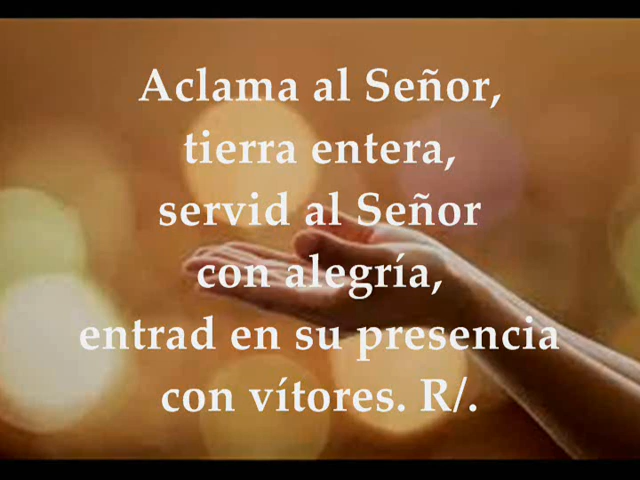 Aclama al Señor,
tierra entera,
servid al Señor
con alegría,
entrad en su presencia
con vítores. R/.